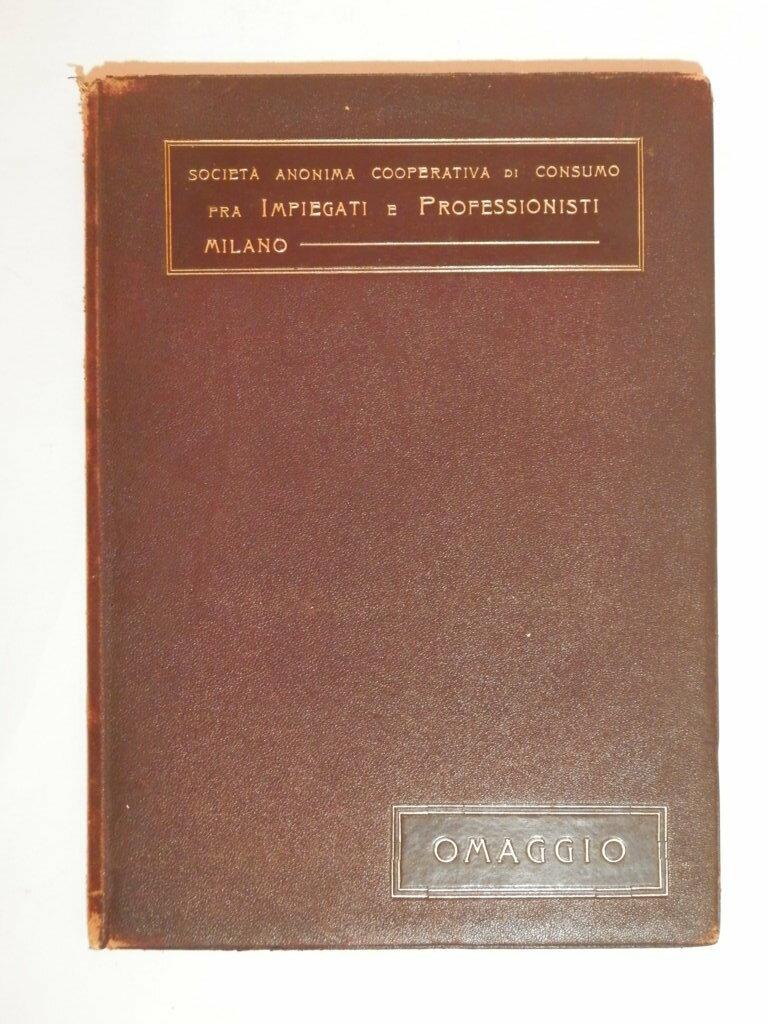 SOCIETÀ ANONIMA COOPERATIVA DI CONSUMO
FRA IMPIEGATI E PROFESSIONISTI
MILANO
OMAGGIO